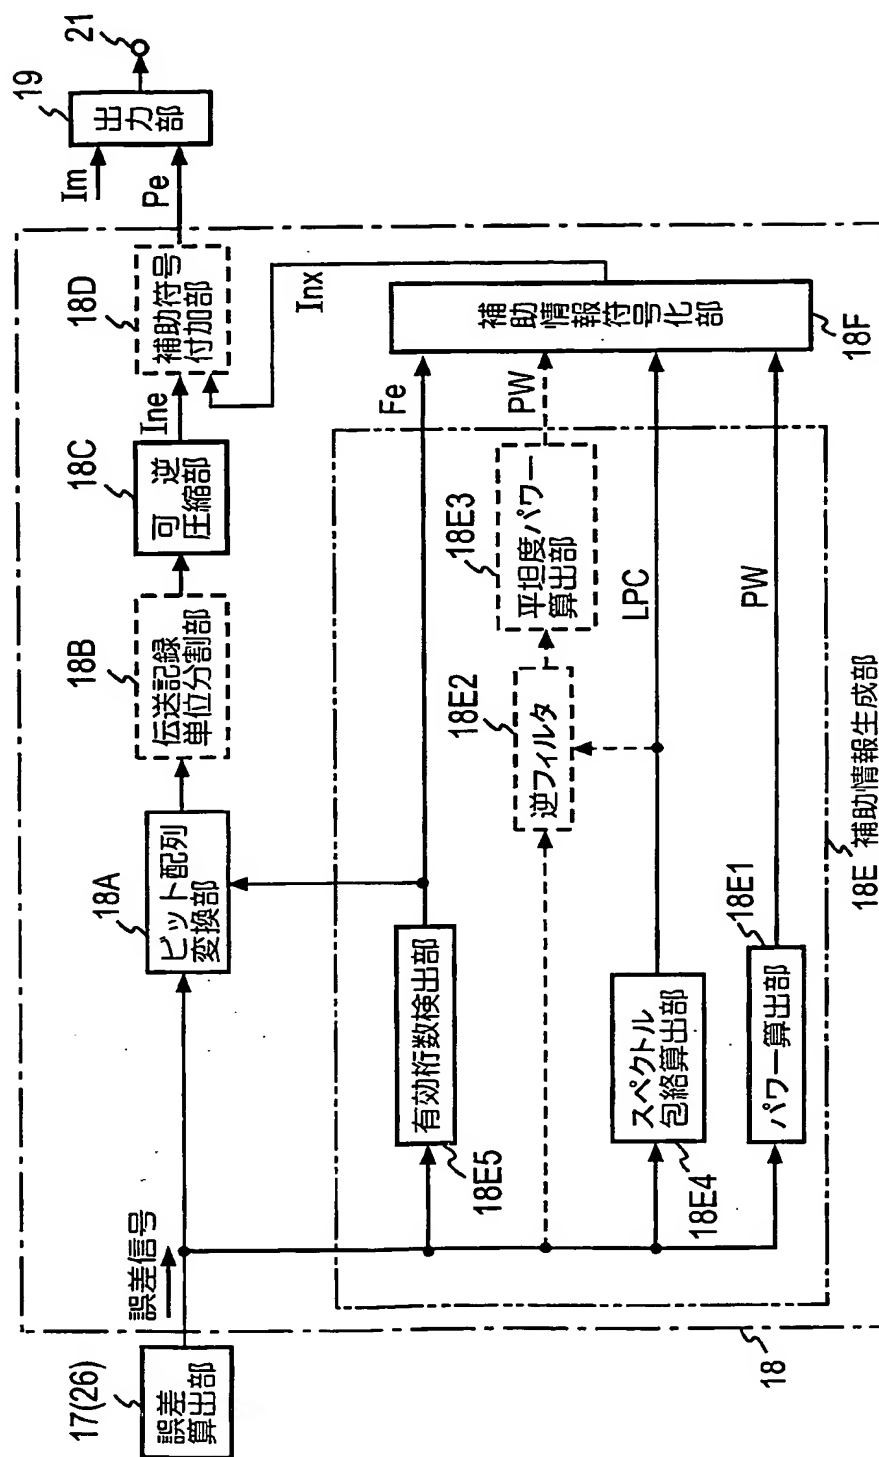 17(26)
誤差
算出部
誤差信号
18
18A
ビット配列
変換部
18B
伝送記録
単位分割部
18C
可逆
圧縮部
Ine
18D
補助符号
付加部
Im
Pe
19
出力部
21
Inx
18E5
有効桁数検出部
Fe
18E2
逆フィルタ
18E3
平坦度パワー
算出部
PW
18E4
スペクトル
包絡算出部
LPC
18E1
パワー算出部
PW
補助情報符号化部
18F
18E 補助情報生成部